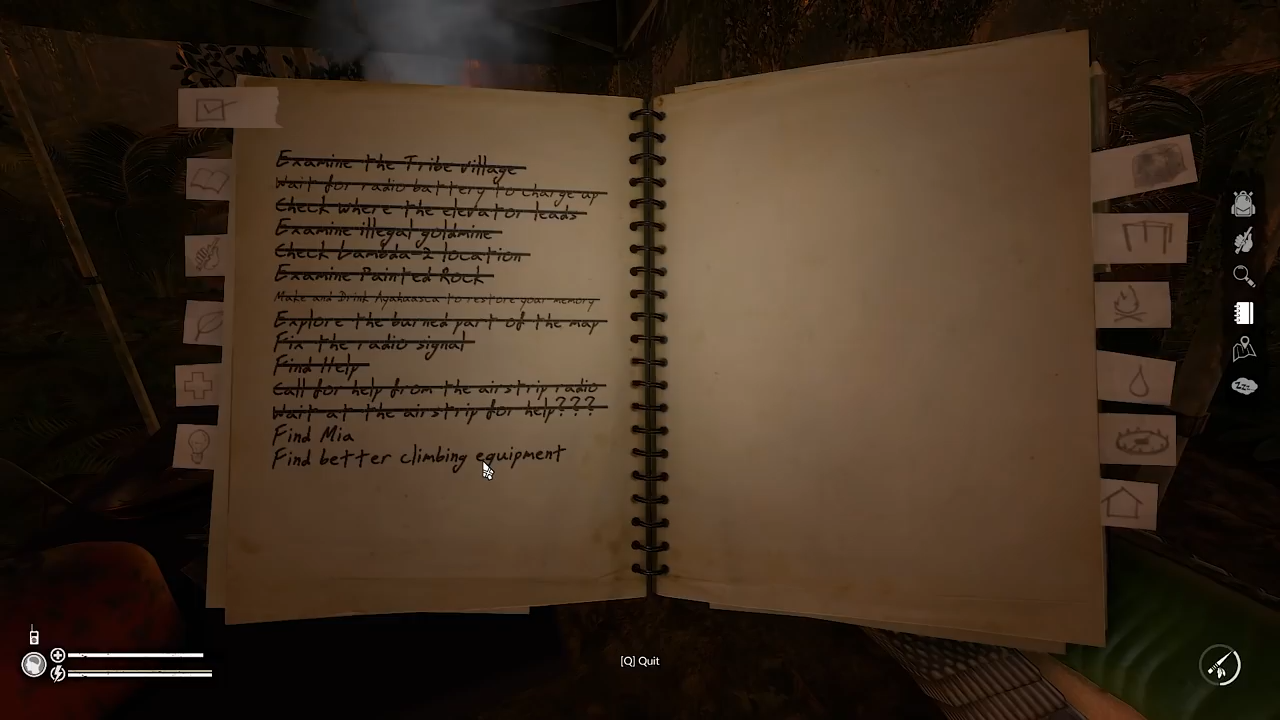 Examine the Tribe Village
Wait for radio battery to charge up
Check where the elevator leads
Examine illegal goldmine
Check Lambda-2 location
Examine Painted Rock
Make and Drink Ayahuasca to restore your memory
Explore the burned part of the map
Fix the radio signal
Find Help
Call for help from the airstrip radio
Wait at the airstrip for help???
Find Mia
Find better climbing equipment
[Q] Quit